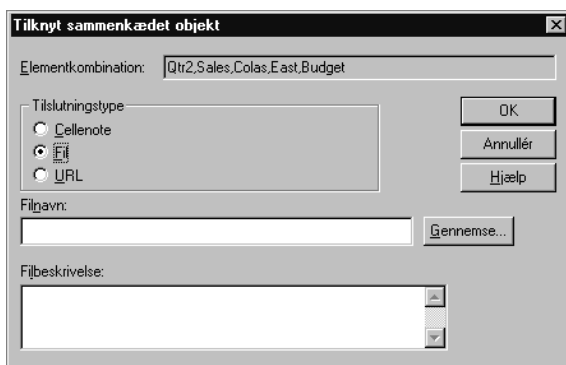 Tilknyt sammenkædet objekt
Elementkombination: Qtr2,Sales,Colas,East,Budget
Tilslutningstype
Cellenote
Fil
URL
OK
Annullér
Hjælp
Filnavn:
Gennemse...
Filbeskrivelse: